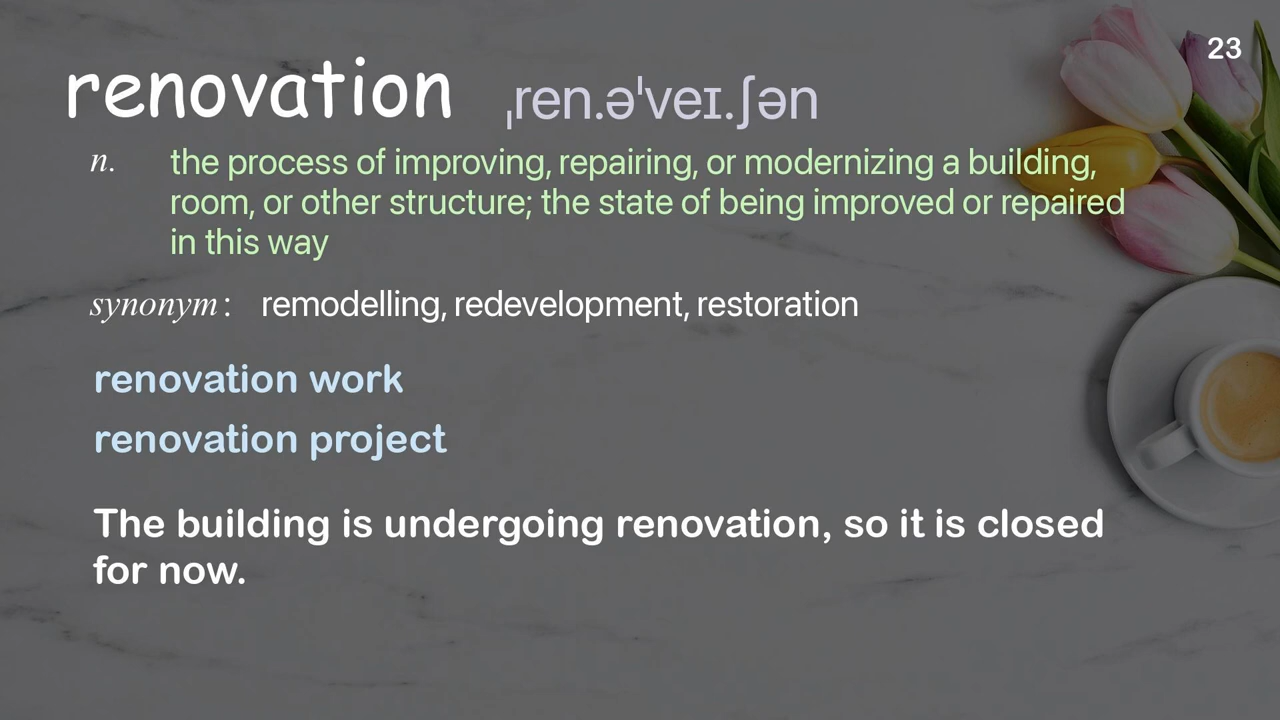 23
renovation ˌren.əˈveɪ.ʃən
n. the process of improving, repairing, or modernizing a building,
room, or other structure; the state of being improved or repaired
in this way
synonym: remodelling, redevelopment, restoration
renovation work
renovation project
The building is undergoing renovation, so it is closed
for now.